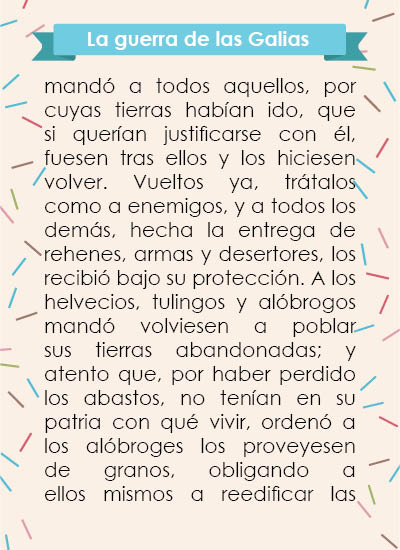 La guerra de las Galias
mandó a todos aquellos, por
cuyas tierras habían ido, que
si querían justificarse con él,
fuesen tras ellos y los hiciesen
volver. Vueltos ya, trátalos
como a enemigos, y a todos los
demás, hecha la entrega de
rehenes, armas y desertores, los
recibió bajo su protección. A los
helvecios, tulingos y alóbrogos
mandó volviesen a poblar
sus tierras abandonadas; y
atento que, por haber perdido
los abastos, no tenían en su
patria con qué vivir, ordenó a
los alóbroges los proveyesen
de granos, obligando a
ellos mismos a reedificar las